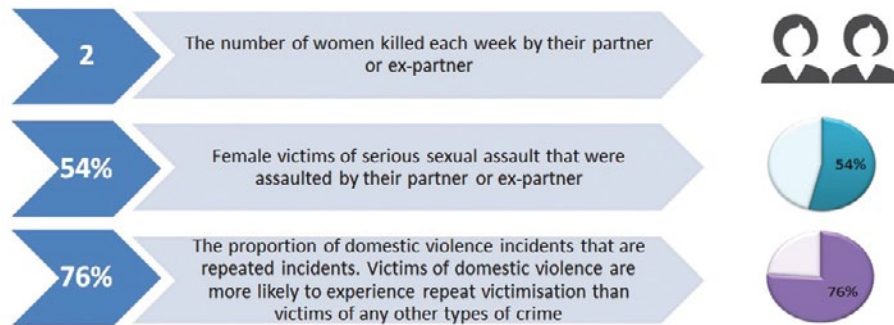 2
The number of women killed each week by their partner
or ex-partner
54%
Female victims of serious sexual assault that were
assaulted by their partner or ex-partner
54%
76%
The proportion of domestic violence incidents that are
repeated incidents. Victims of domestic violence are
more likely to experience repeat victimisation than
victims of any other types of crime
76%